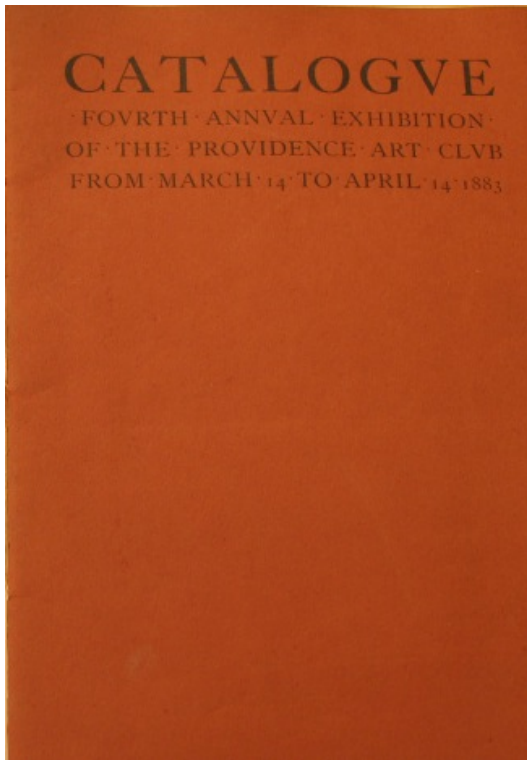 CATALOGVE
·FOVRTH·ANNVAL·EXHIBITION·
OF·THE·PROVIDENCE·ART·CLVB
FROM·MARCH·14·TO·APRIL·14·1883